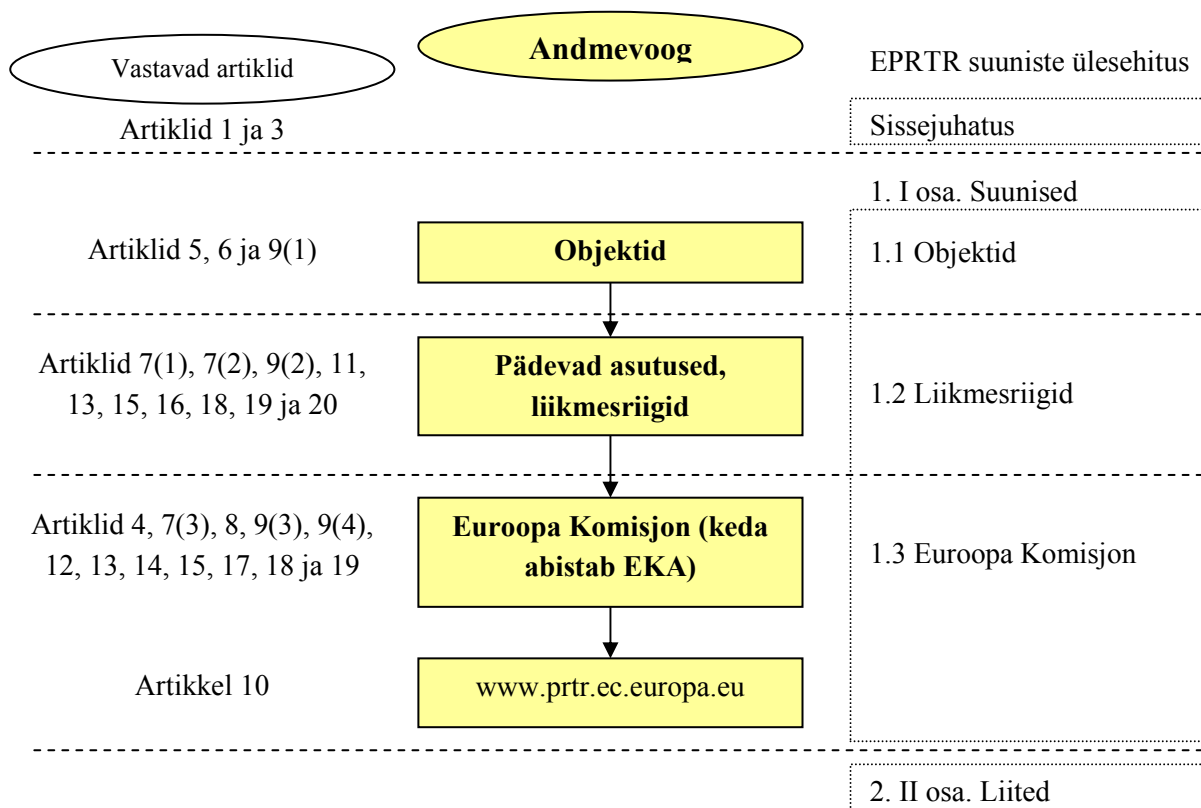 Vastavad artiklid
Andmevoog
EPRTR suuniste ülesehitus
Artiklid 1 ja 3
Sissejuhatus
1. I osa. Suunised
Artiklid 5, 6 ja 9(1)
Objektid
1.1 Objektid
Artiklid 7(1), 7(2), 9(2), 11,
13, 15, 16, 18, 19 ja 20
Pädevad asutused,
liikmesriigid
1.2 Liikmesriigid
Artiklid 4, 7(3), 8, 9(3), 9(4),
12, 13, 14, 15, 17, 18 ja 19
Euroopa Komisjon (keda
abistab EKA)
1.3 Euroopa Komisjon
Artikkel 10
www.prtr.ec.europa.eu
2. II osa. Liited